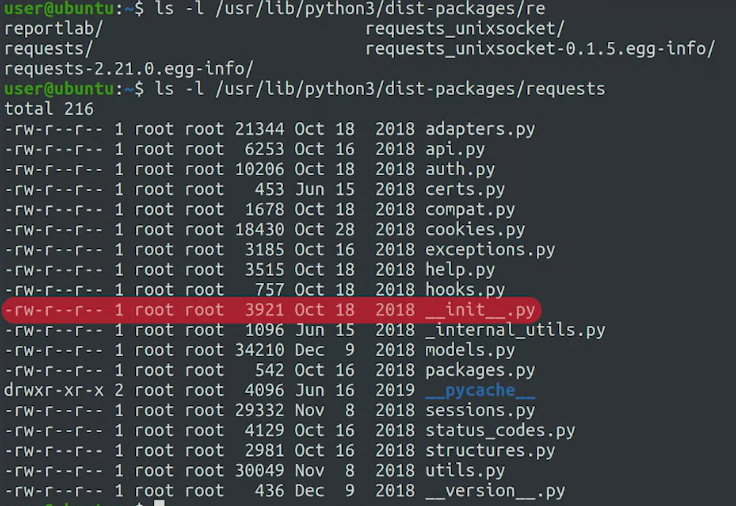 user@ubuntu:~$ ls -l /usr/lib/python3/dist-packages/re
reportlab/ requests_unixsocket/
requests/ requests_unixsocket-0.1.5.egg-info/
requests-2.21.0.egg-info/
user@ubuntu:~$ ls -l /usr/lib/python3/dist-packages/requests
total 216
-rw-r--r-- 1 root root 21344 Oct 18  2018 adapters.py
-rw-r--r-- 1 root root  6253 Oct 16  2018 api.py
-rw-r--r-- 1 root root 10206 Oct 18  2018 auth.py
-rw-r--r-- 1 root root   453 Jun 15  2018 certs.py
-rw-r--r-- 1 root root  1678 Oct 18  2018 compat.py
-rw-r--r-- 1 root root 18430 Oct 28  2018 cookies.py
-rw-r--r-- 1 root root  3185 Oct 16  2018 exceptions.py
-rw-r--r-- 1 root root  3515 Oct 18  2018 help.py
-rw-r--r-- 1 root root   757 Oct 18  2018 hooks.py
-rw-r--r-- 1 root root  3921 Oct 18  2018 __init__.py
-rw-r--r-- 1 root root  1096 Jun 15  2018 _internal_utils.py
-rw-r--r-- 1 root root 34210 Dec  9  2018 models.py
-rw-r--r-- 1 root root   542 Oct 16  2018 packages.py
drwxr-xr-x 2 root root  4096 Jun 16  2019 __pycache__
-rw-r--r-- 1 root root 29332 Nov  8  2018 sessions.py
-rw-r--r-- 1 root root  4129 Oct 16  2018 status_codes.py
-rw-r--r-- 1 root root  2981 Oct 16  2018 structures.py
-rw-r--r-- 1 root root 30049 Nov  8  2018 utils.py
-rw-r--r-- 1 root root   436 Dec  9  2018 __version__.py